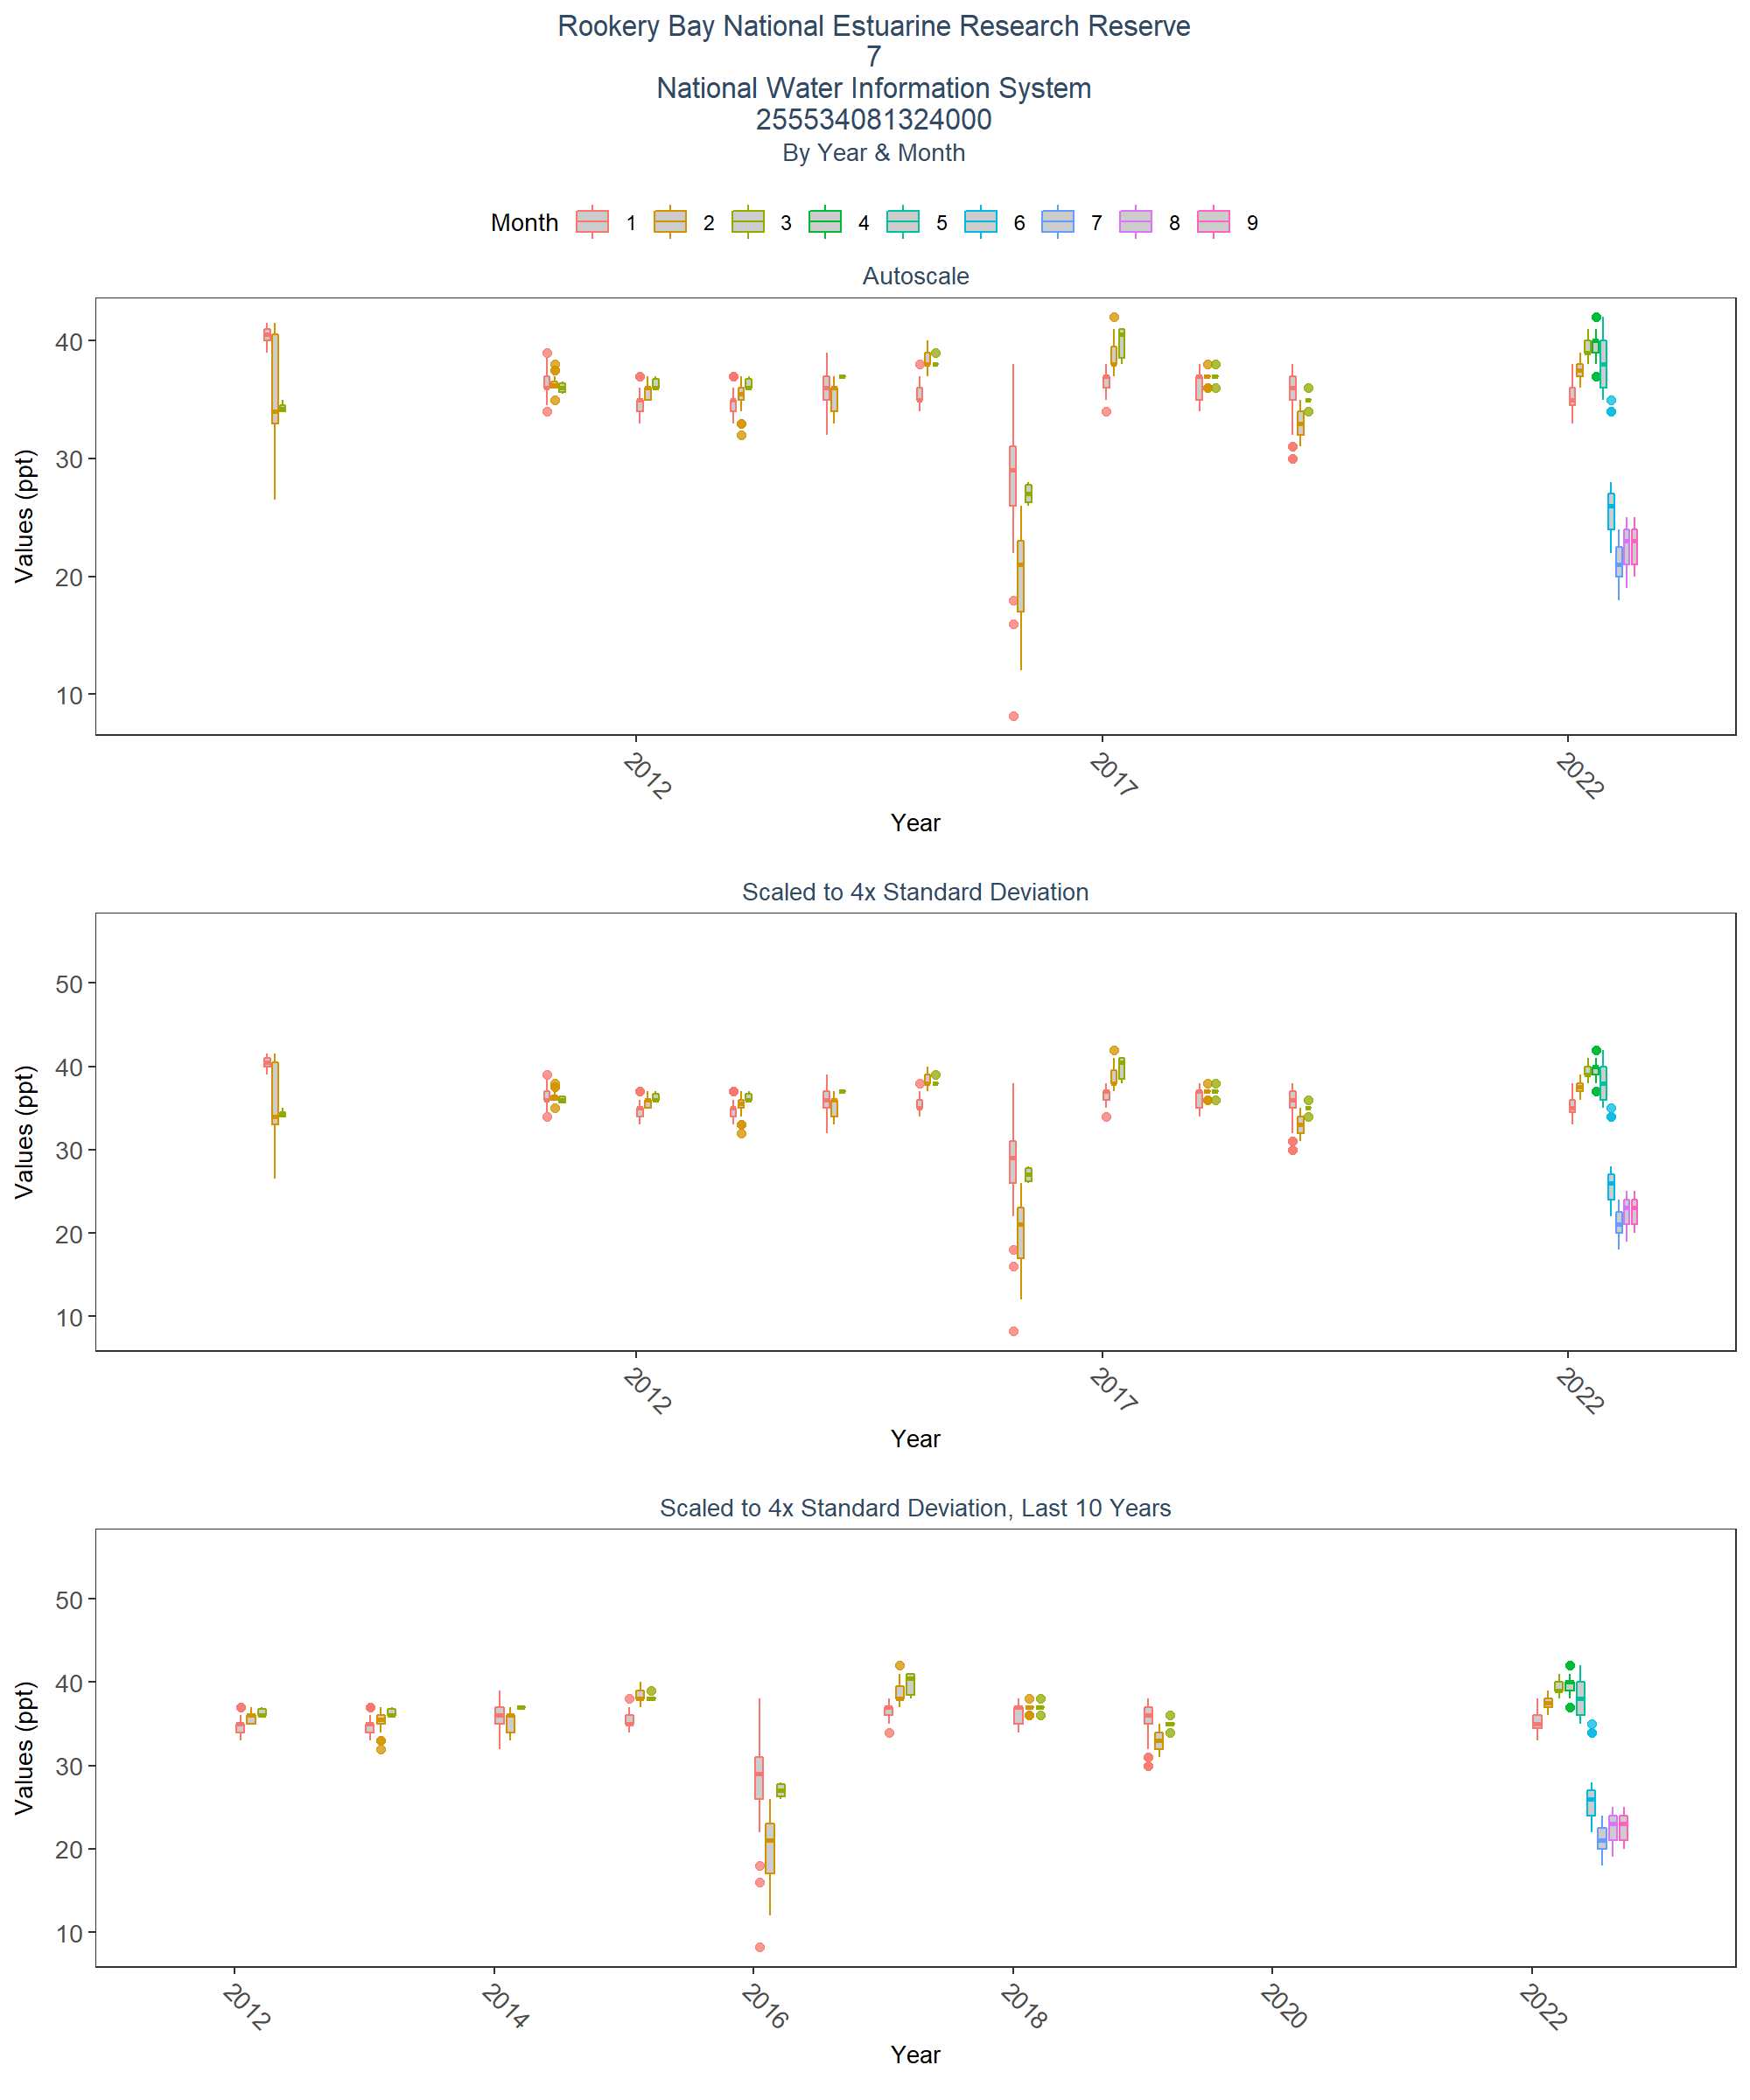 Rookery Bay National Estuarine Research Reserve
7
National Water Information System
255534081324000
By Year & Month
Month 1 2 3 4 5 6 7 8 9
Autoscale
Values (ppt)
40
30
20
10
2012 2017 2022
Year
Scaled to 4x Standard Deviation
Values (ppt)
50
40
30
20
10
2012 2017 2022
Year
Scaled to 4x Standard Deviation, Last 10 Years
Values (ppt)
50
40
30
20
10
2012 2014 2016 2018 2020 2022
Year